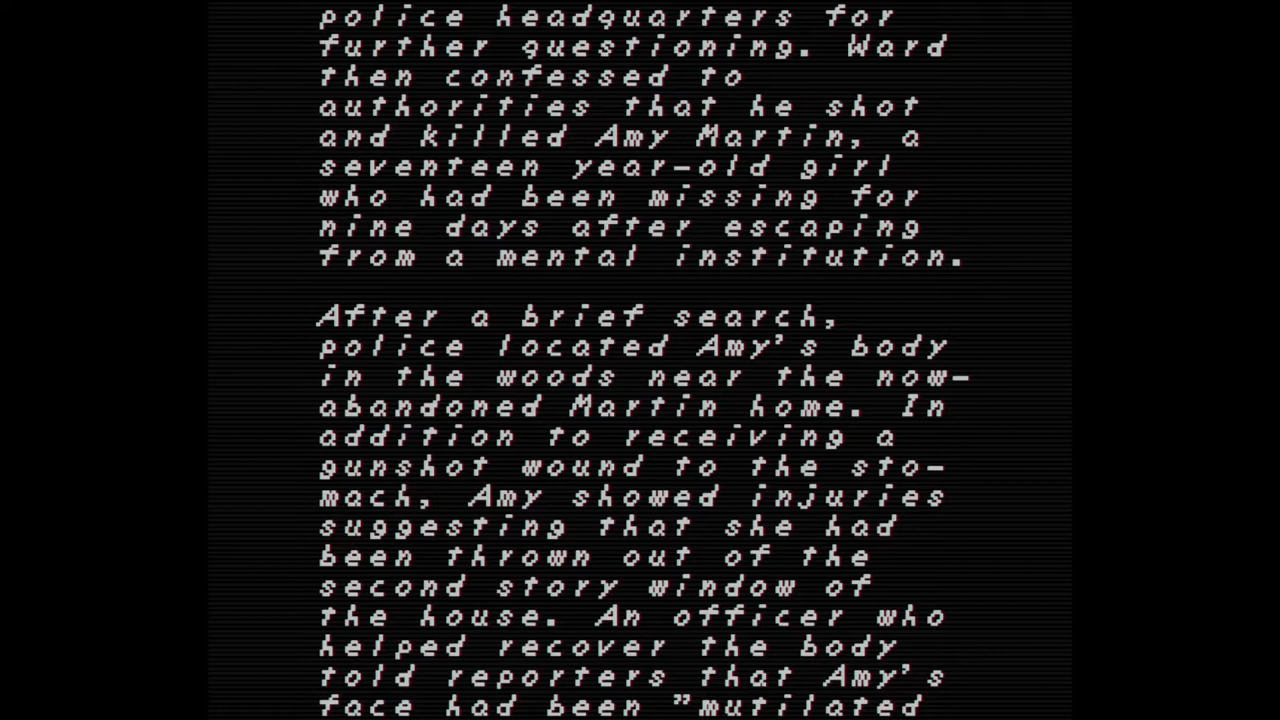 police headquarters for
further questioning. Ward
then confessed to
authorities that he shot
and killed Amy Martin, a
seventeen year-old girl
who had been missing for
nine days after escaping
from a mental institution.
After a brief search,
police located Amy's body
in the woods near the now-
abandoned Martin home. In
addition to receiving a
gunshot wound to the sto-
mach, Amy showed injuries
suggesting that she had
been thrown out of the
second story window of
the house. An officer who
helped recover the body
told reporters that Amy's
face had been "mutilated